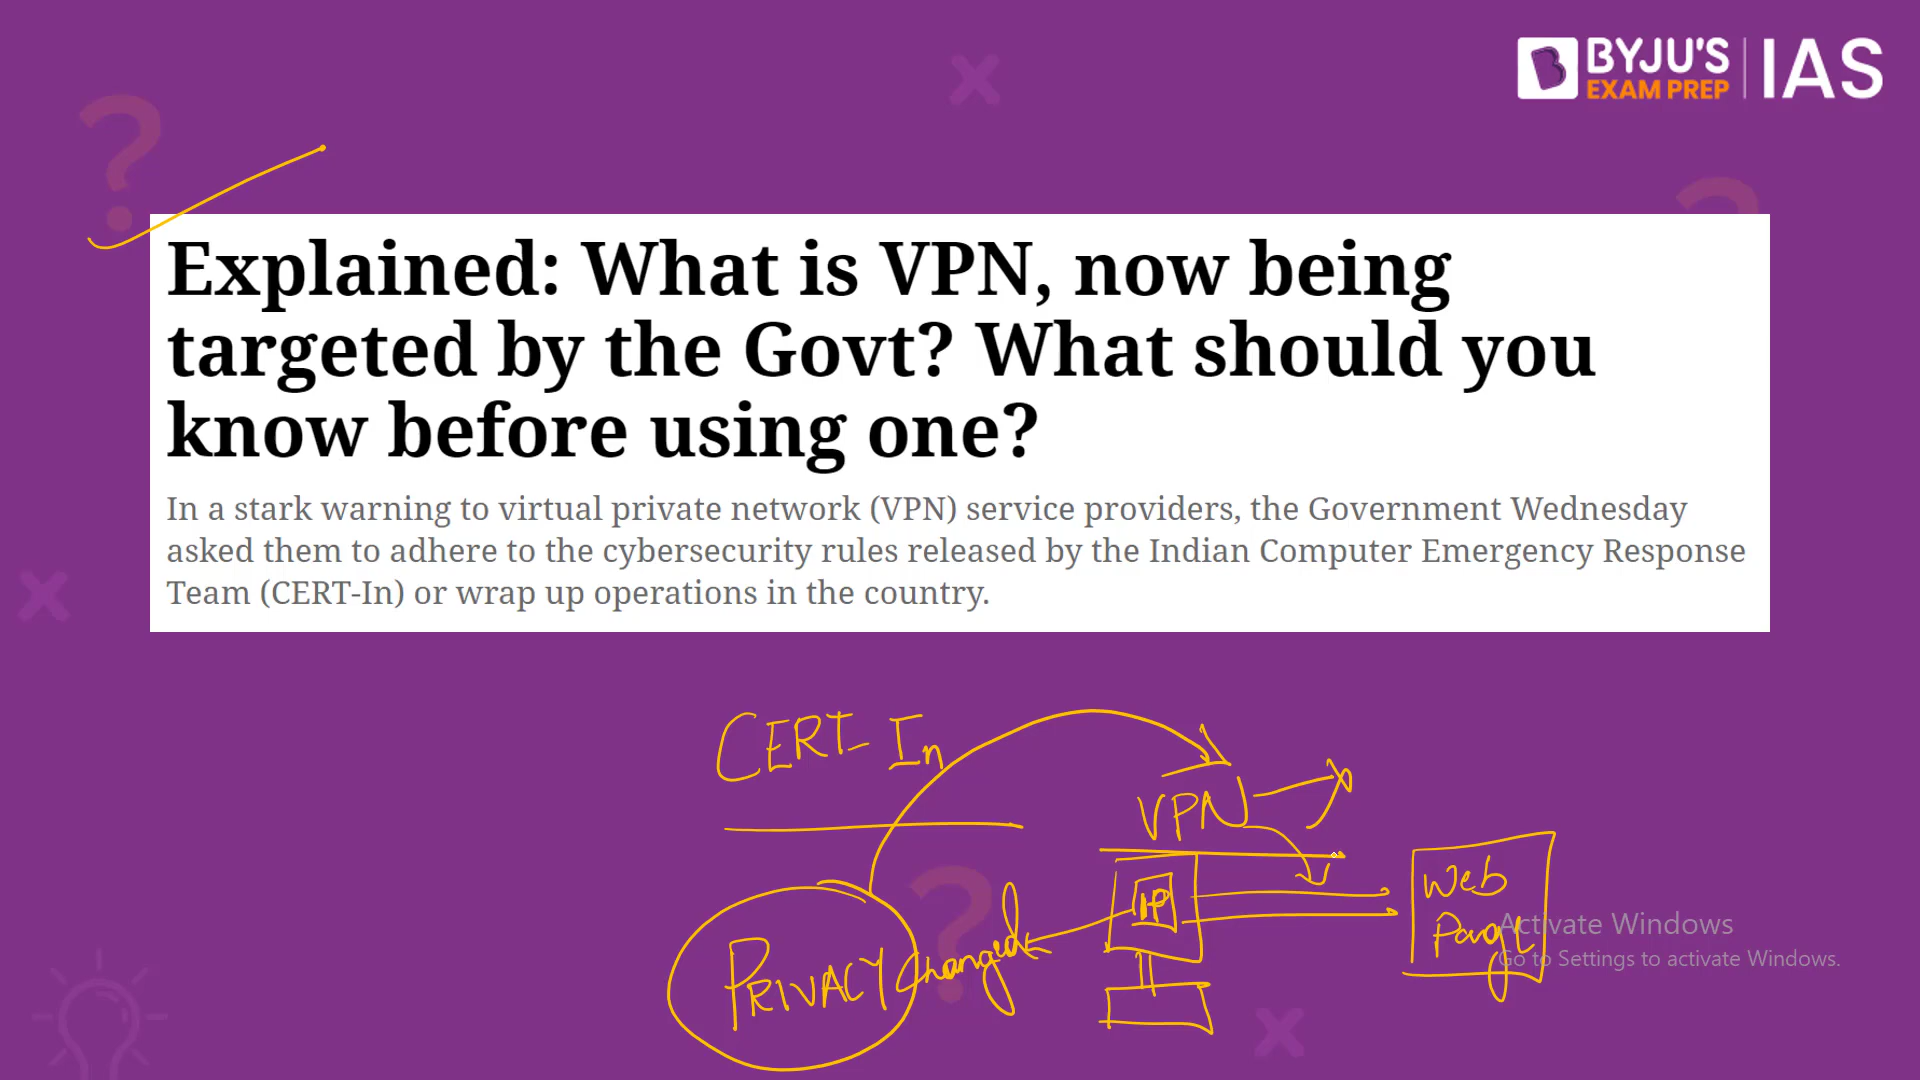 BYJU'S
EXAM PREP
IAS
Explained: What is VPN, now being
targeted by the Govt? What should you
know before using one?
In a stark warning to virtual private network (VPN) service providers, the Government Wednesday
asked them to adhere to the cybersecurity rules released by the Indian Computer Emergency Response
Team (CERT-In) or wrap up operations in the country.
CERT-In
VPN
IP
Web
Activate Windows
Go to Settings to activate Windows.
PRIVACY changed